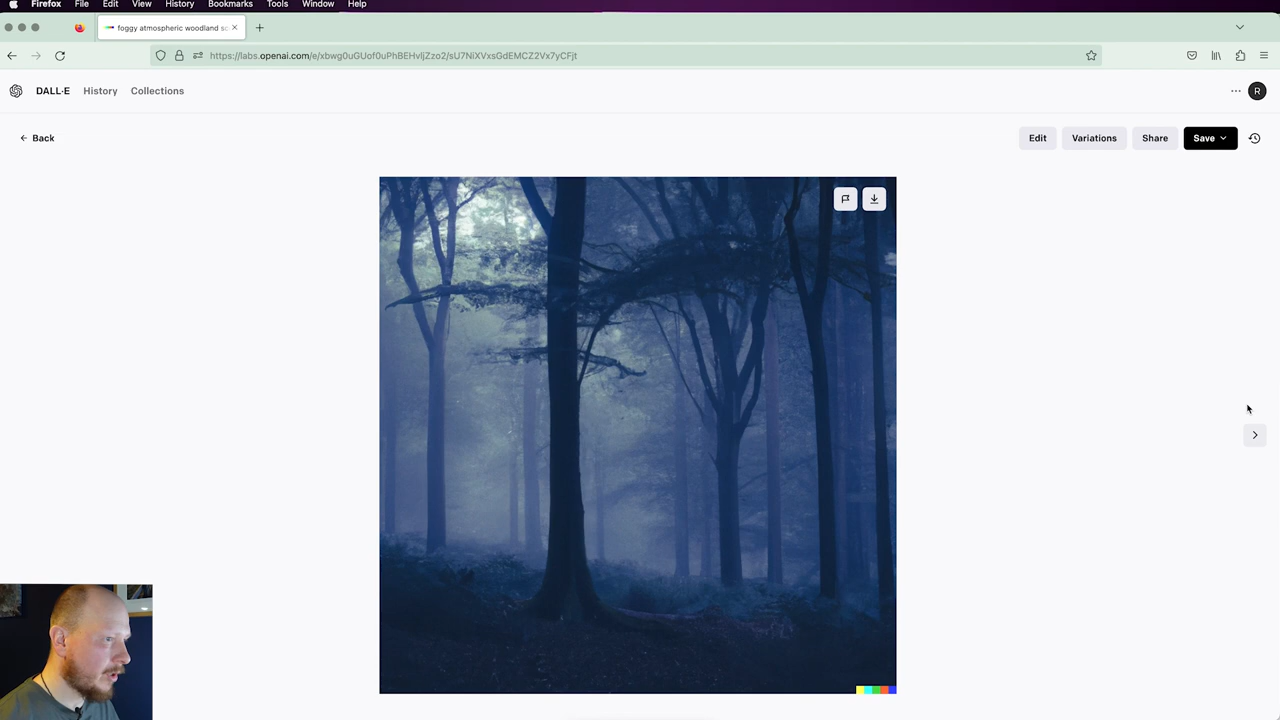 Firefox File Edit View History Bookmarks Tools Window Help
foggy atmospheric woodland sc
https://labs.openai.com/e/xbwg0uGUof0uPhBEHvljZzo2/sU7NiXVxsGdEMCZ2Vx7yCFjt
DALL·E History Collections
R
Back
Edit Variations Share Save